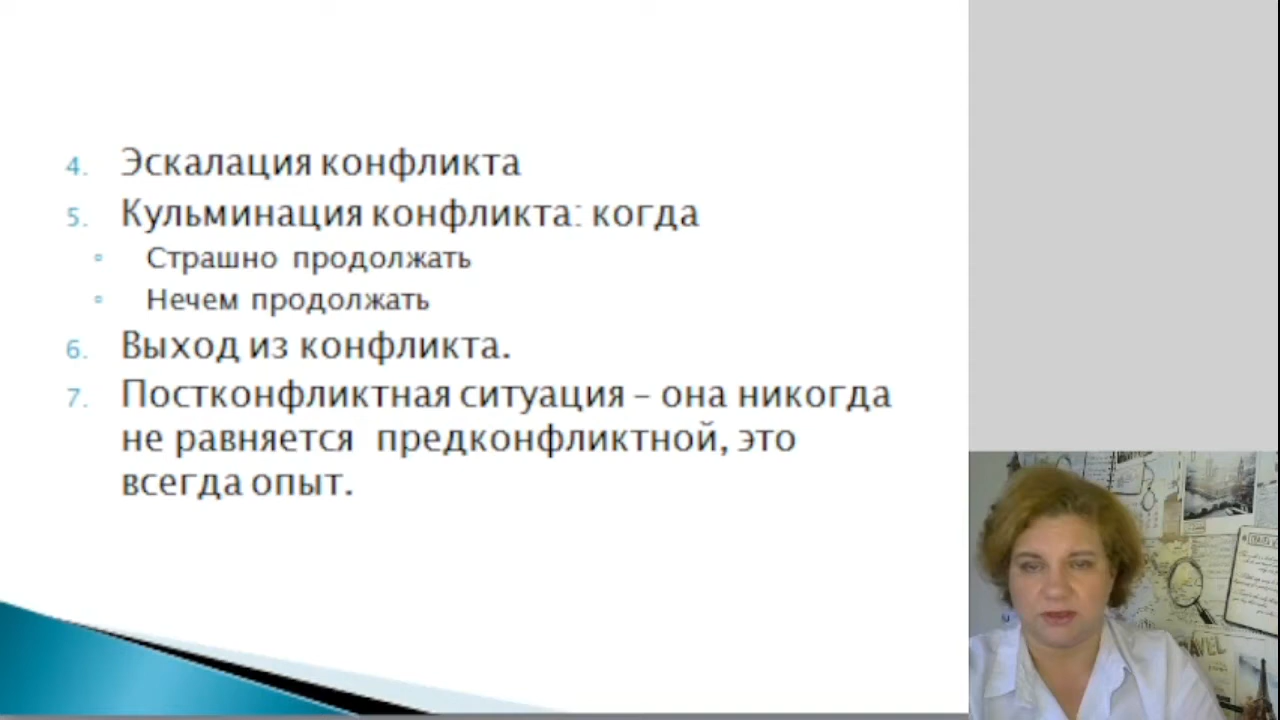 4. Эскалация конфликта
5. Кульминация конфликта: когда
Страшно продолжать
Нечем продолжать
6. Выход из конфликта.
7. Постконфликтная ситуация – она никогда
не равняется предконфликтной, это
всегда опыт.